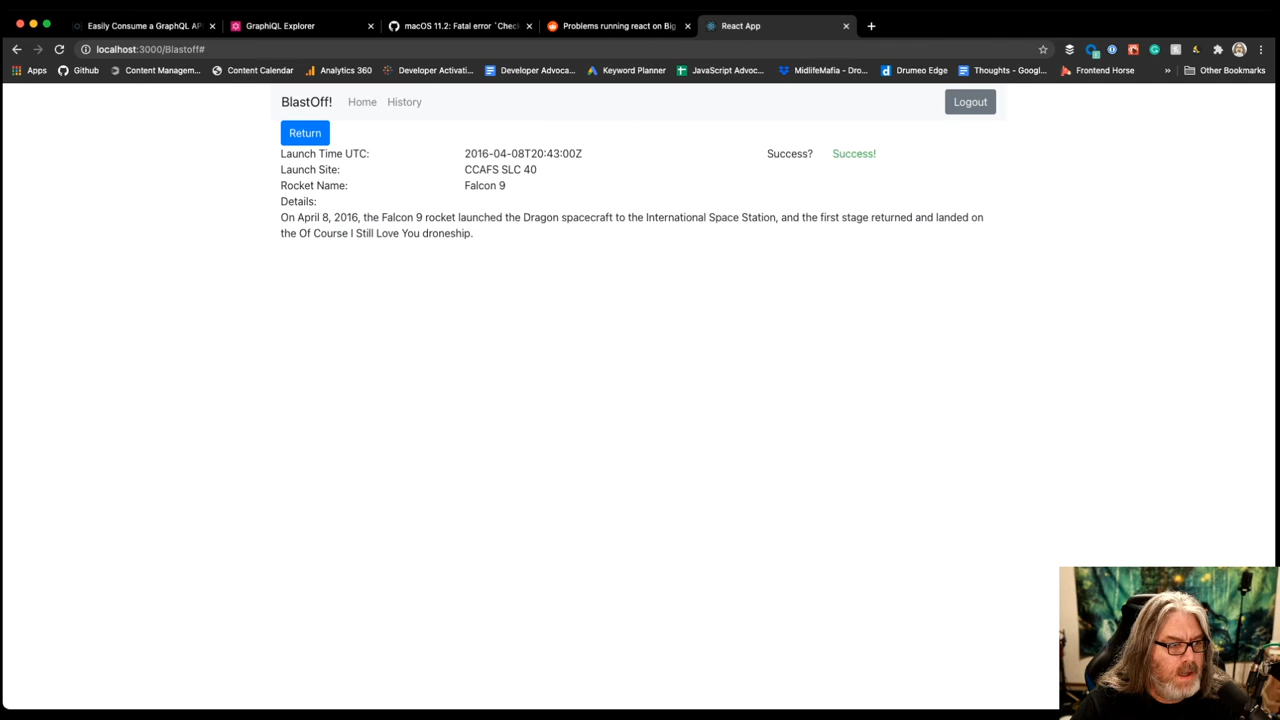 Easily Consume a GraphQL AP
GraphiQL Explorer
macOS 11.2: Fatal error `Chec
Problems running react on Big
React App
localhost:3000/Blastoff#
Apps
Github
Content Managem...
Content Calendar
Analytics 360
Developer Activati...
Developer Advoca...
Keyword Planner
JavaScript Advoc...
MidlifeMafia - Dro...
Drumeo Edge
Thoughts - Googl...
Frontend Horse
»
Other Bookmarks
BlastOff! Home History Logout
Return
Launch Time UTC: 2016-04-08T20:43:00Z Success? Success!
Launch Site: CCAFS SLC 40
Rocket Name: Falcon 9
Details:
On April 8, 2016, the Falcon 9 rocket launched the Dragon spacecraft to the International Space Station, and the first stage returned and landed on
the Of Course I Still Love You droneship.